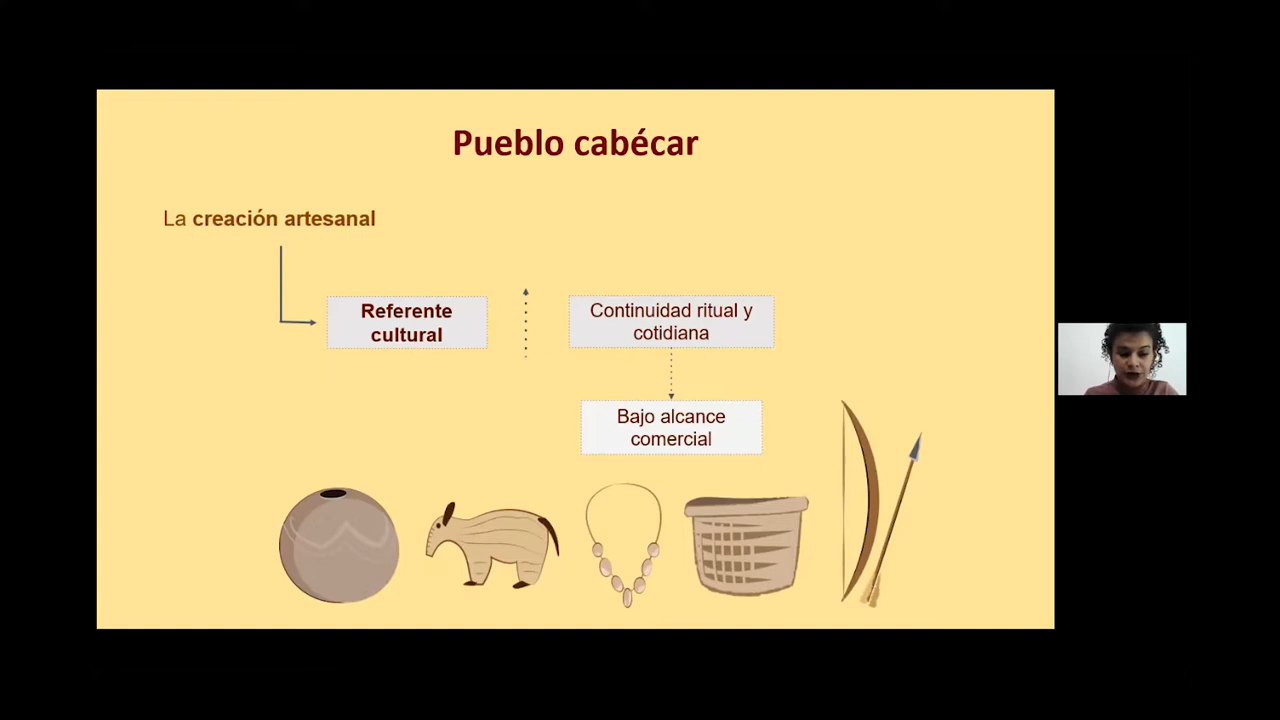 Pueblo cabécar
La creación artesanal
Referente
cultural
Continuidad ritual y
cotidiana
Bajo alcance
comercial